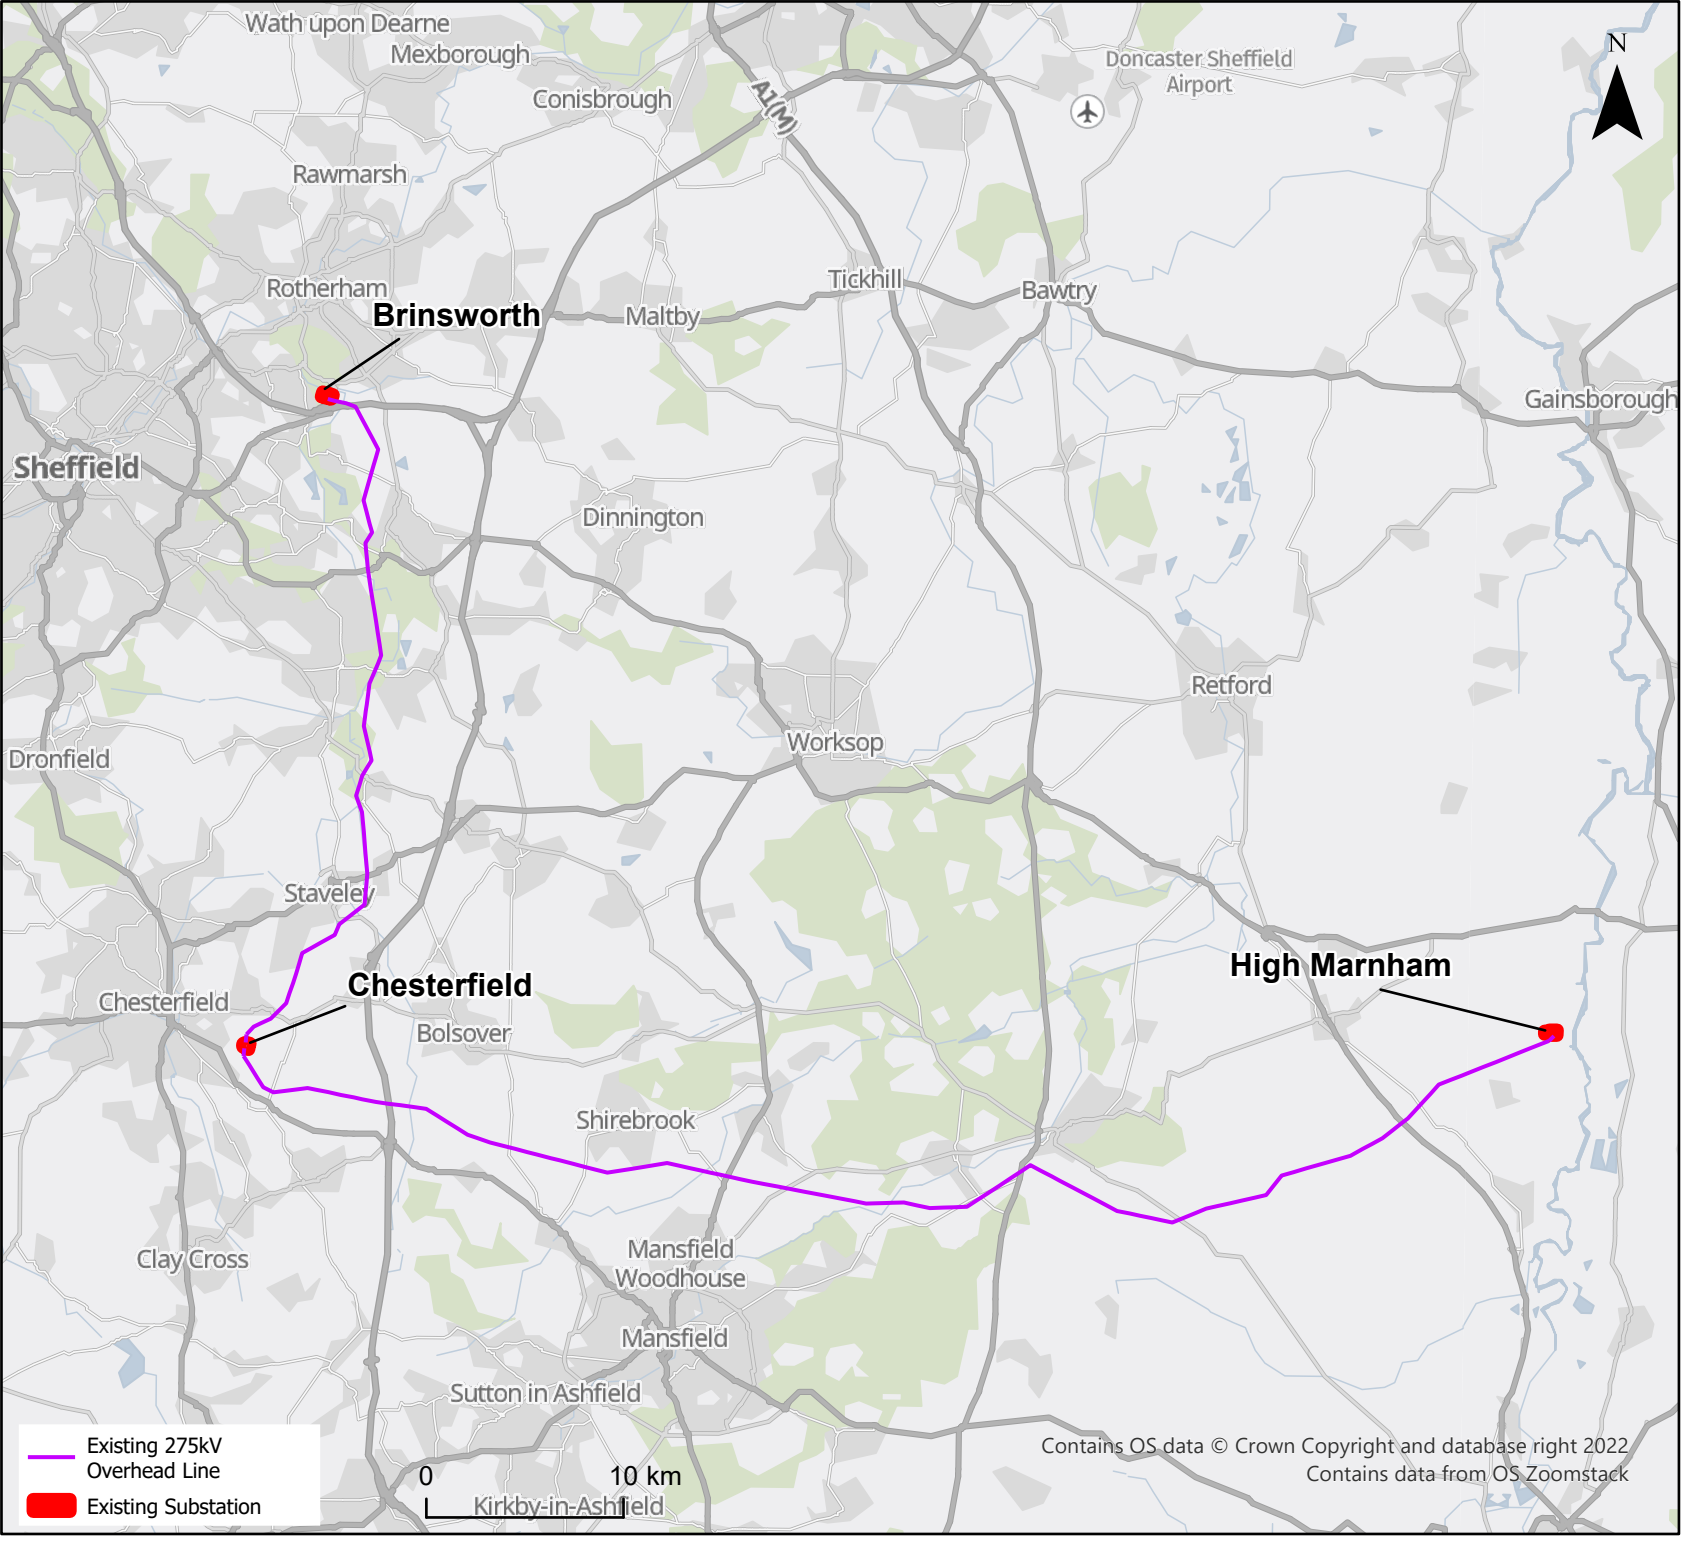 Wath upon Dearne
Mexborough
Conisbrough
A1(M)
Doncaster Sheffield
Airport
N
Rawmarsh
Rotherham
Brinsworth
Maltby
Tickhill
Bawtry
Gainsborough
Sheffield
Dinnington
Retford
Worksop
Dronfield
Staveley
Chesterfield
Chesterfield
Bolsover
High Marnham
Shirebrook
Clay Cross
Mansfield
Woodhouse
Mansfield
Sutton in Ashfield
Kirkby-in-Ashfield
Existing 275kV
Overhead Line
Existing Substation
0 10 km
Contains OS data © Crown Copyright and database right 2022
Contains data from OS Zoomstack